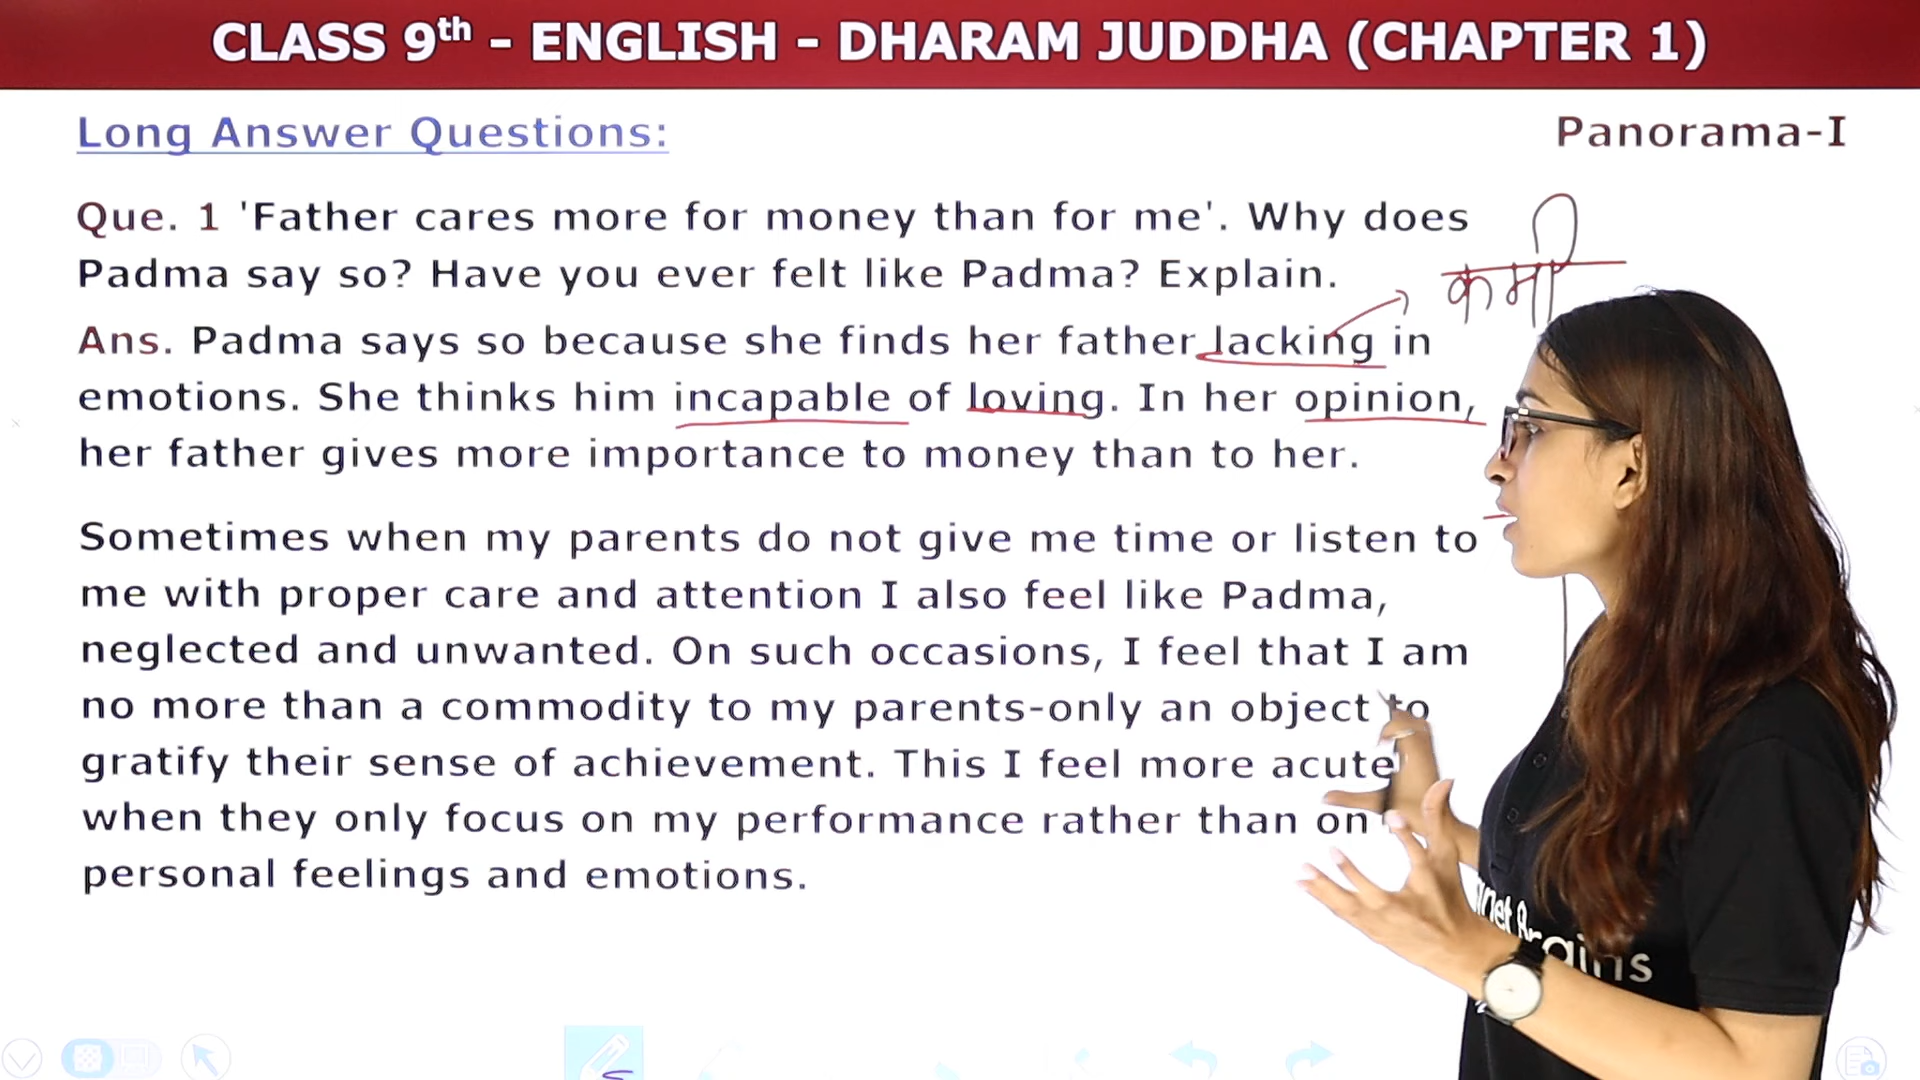 CLASS 9th - ENGLISH - DHARAM JUDDHA (CHAPTER 1)
Long Answer Questions:
Panorama-I
Que. 1 'Father cares more for money than for me'. Why does
Padma say so? Have you ever felt like Padma? Explain.
कमी
Ans. Padma says so because she finds her father lacking in
emotions. She thinks him incapable of loving. In her opinion,
her father gives more importance to money than to her.
Sometimes when my parents do not give me time or listen to
me with proper care and attention I also feel like Padma,
neglected and unwanted. On such occasions, I feel that I am
no more than a commodity to my parents-only an object to
gratify their sense of achievement. This I feel more acute
when they only focus on my performance rather than on
personal feelings and emotions.